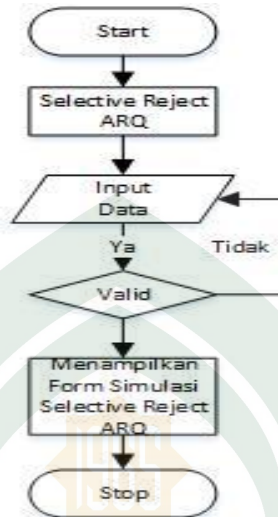 Start
Selective Reject
ARQ
Input
Data
Ya Tidak
Valid
Menampilkan
Form Simulasi
Selective Reject
ARQ
Stop